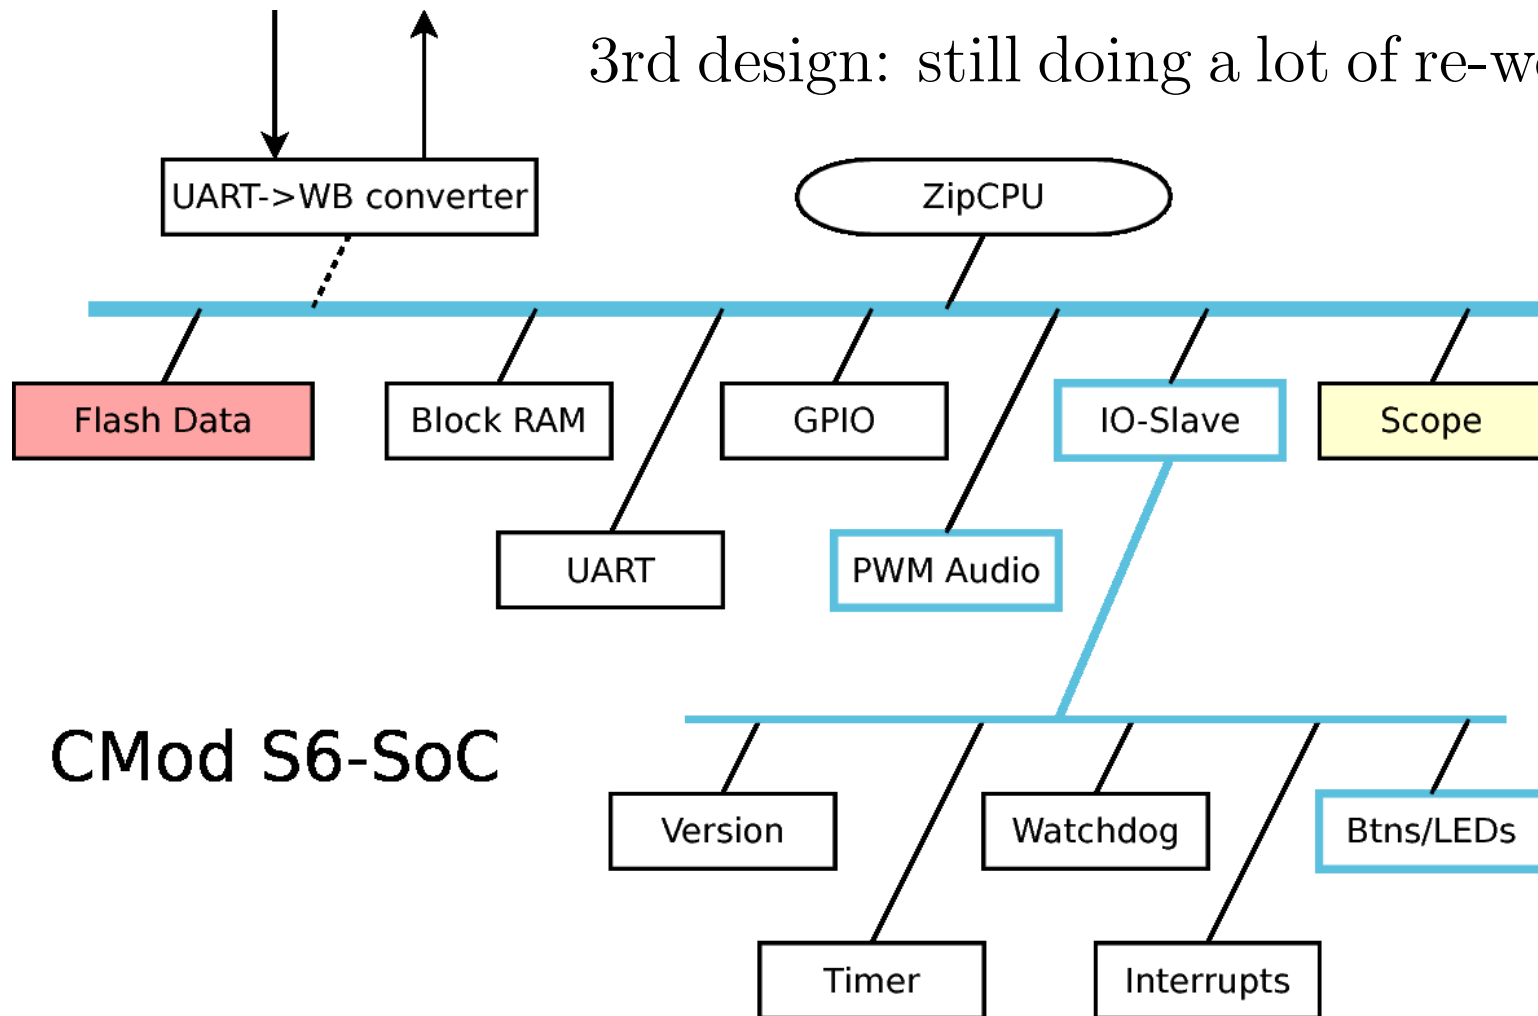 3rd design: still doing a lot of re-w
UART->WB converter
ZipCPU
Flash Data
Block RAM
GPIO
IO-Slave
Scope
UART
PWM Audio
CMod S6-SoC
Version
Watchdog
Btns/LEDs
Timer
Interrupts